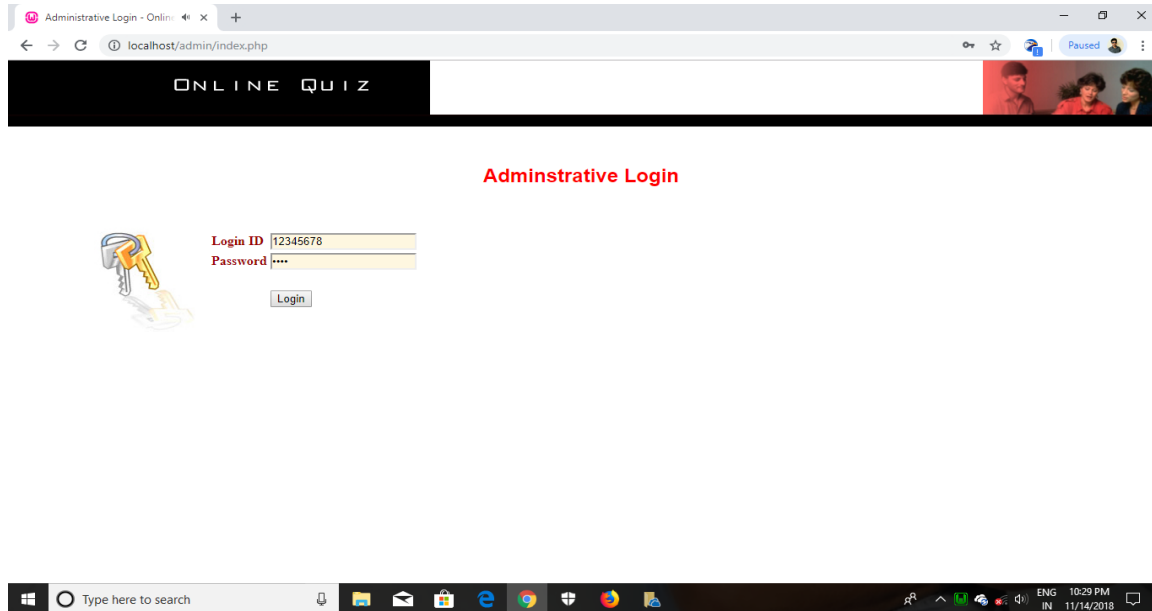 Administrative Login - Onlin
localhost/admin/index.php
Paused
ONLINE QUIZ
Adminstrative Login
Login ID 12345678
Password ••••
Login
Type here to search
ENG 10:29 PM
IN 11/14/2018